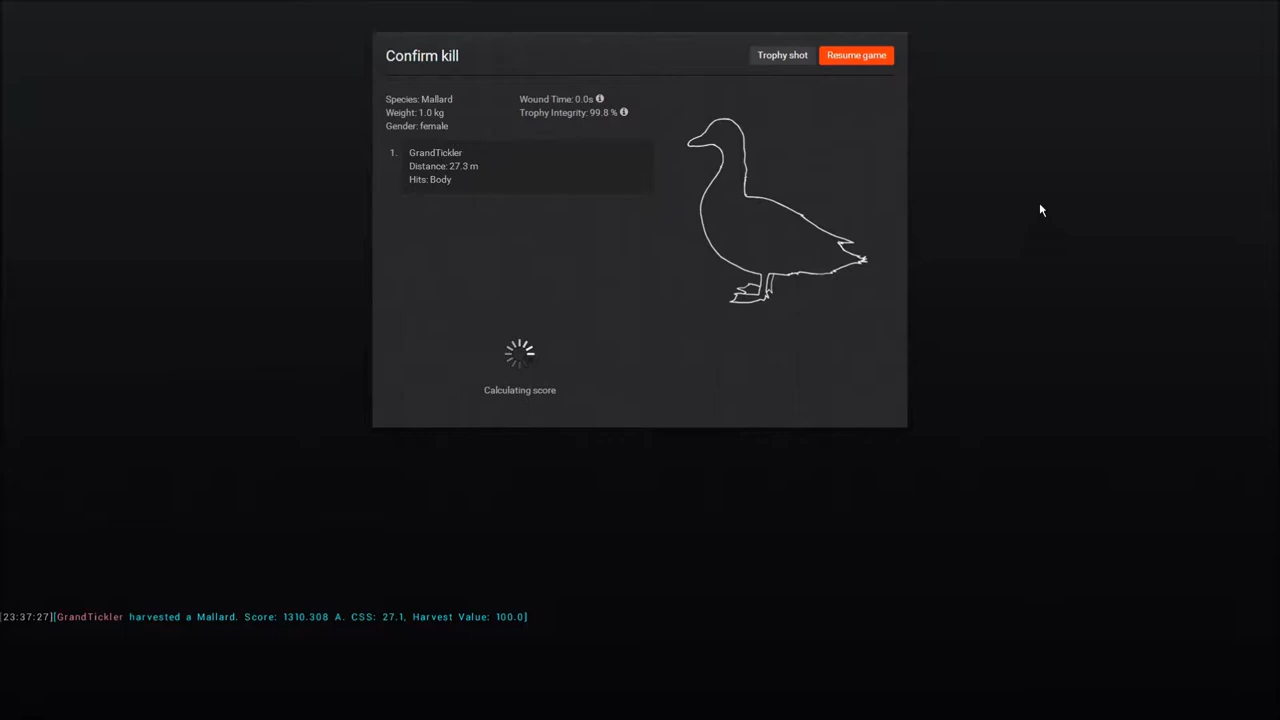 Confirm kill
Trophy shot
Resume game
Species: Mallard
Wound Time: 0.0s
Weight: 1.0 kg
Trophy Integrity: 99.8 %
Gender: female
1. GrandTickler
Distance: 27.3 m
Hits: Body
Calculating score
[23:37:27][GrandTickler harvested a Mallard. Score: 1310.308 A. CSS: 27.1, Harvest Value: 100.0]